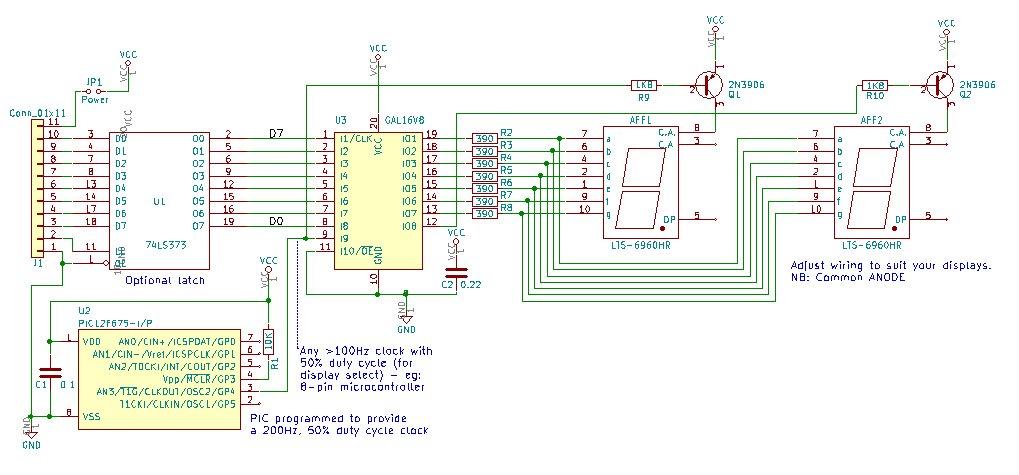 VCC
JP1
Power
Conn_01x11
11
10
9
8
7
6
5
4
3
2
1
J1
3 D0 O0 2 D7
4 D1 O1 5
7 D2 O2 6
8 D3 O3 9
13 D4 O4 12
14 D5 O5 15
17 D6 O6 16
18 D7 O7 19 D0
11
1
U1
74LS373
Optional latch
VCC
U3
GAL16V8
20
VCC
1 I1/CLK IO1 19
2 I2 IO2 18
3 I3 IO3 17
4 I4 IO4 16
5 I5 IO5 15
6 I6 IO6 14
7 I7 IO7 13
8 I8 IO8 12
9 I9
11 I10/OE
GND
10
GND
VCC
C2 0.22
390 R2
390 R3
390 R4
390 R5
390 R6
390 R7
390 R8
1K8
R9
VCC
1
2
3
2N3906
Q1
AFF1
7 a C.A. 8
6 b C.A. 3
4 c
2 d
1 e
9 f
10 g DP 5
LTS-6960HR
1K8
R10
VCC
1
2
3
2N3906
Q2
AFF2
7 a C.A. 8
6 b C.A. 3
4 c
2 d
1 e
9 f
10 g DP 5
LTS-6960HR
Adjust wiring to suit your displays.
NB: Common ANODE
VCC
10K
R1
U2
PIC12F675-I/P
1 VDD AN0/CIN+/ICSPDAT/GP0 7
AN1/CIN-/Vref/ICSPCLK/GP1 6
AN2/T0CKI/INT/COUT/GP2 5
Vpp/MCLR/GP3 4
AN3/T1G/CLKOUT/OSC2/GP4 3
T1CKI/CLKIN/OSC1/GP5 2
8 VSS
C1 0.1
GND
Any >100Hz clock with
50% duty cycle (for
display select) - eg:
8-pin microcontroller
PIC programmed to provide
a 200Hz, 50% duty cycle clock